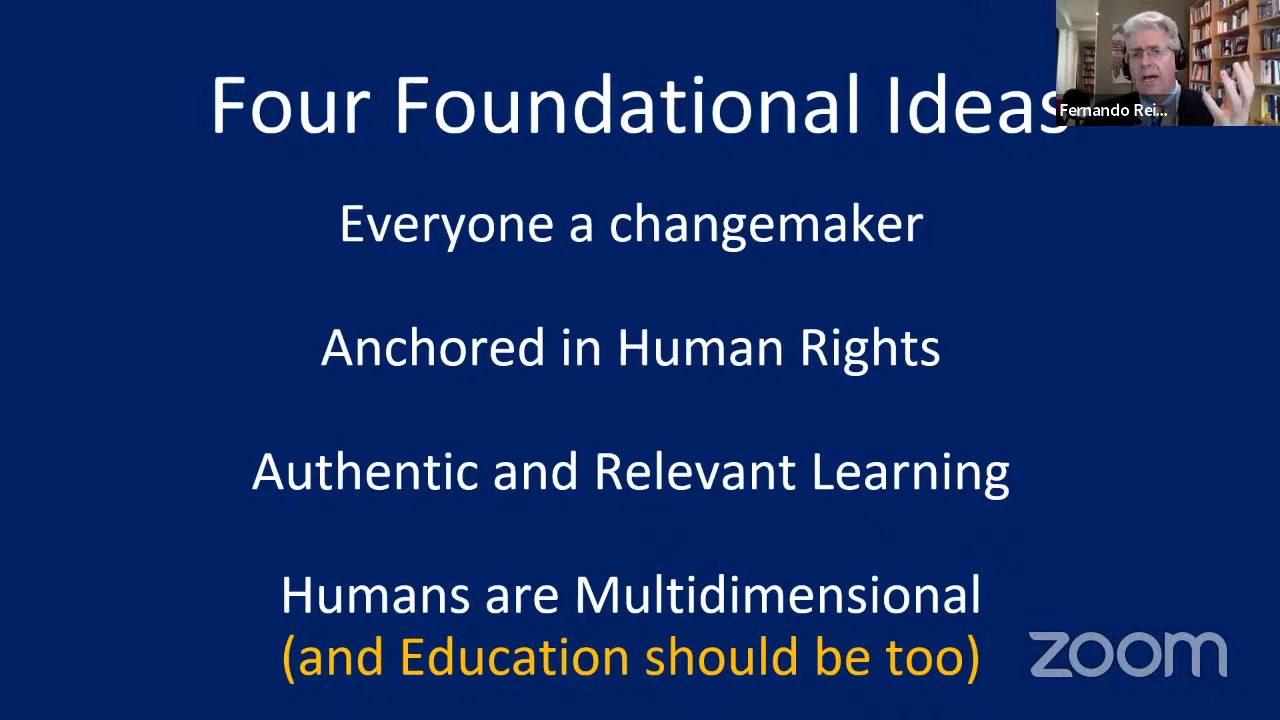 Four Foundational Ideas
Fernando Rei...
Everyone a changemaker
Anchored in Human Rights
Authentic and Relevant Learning
Humans are Multidimensional
(and Education should be too)
zoom